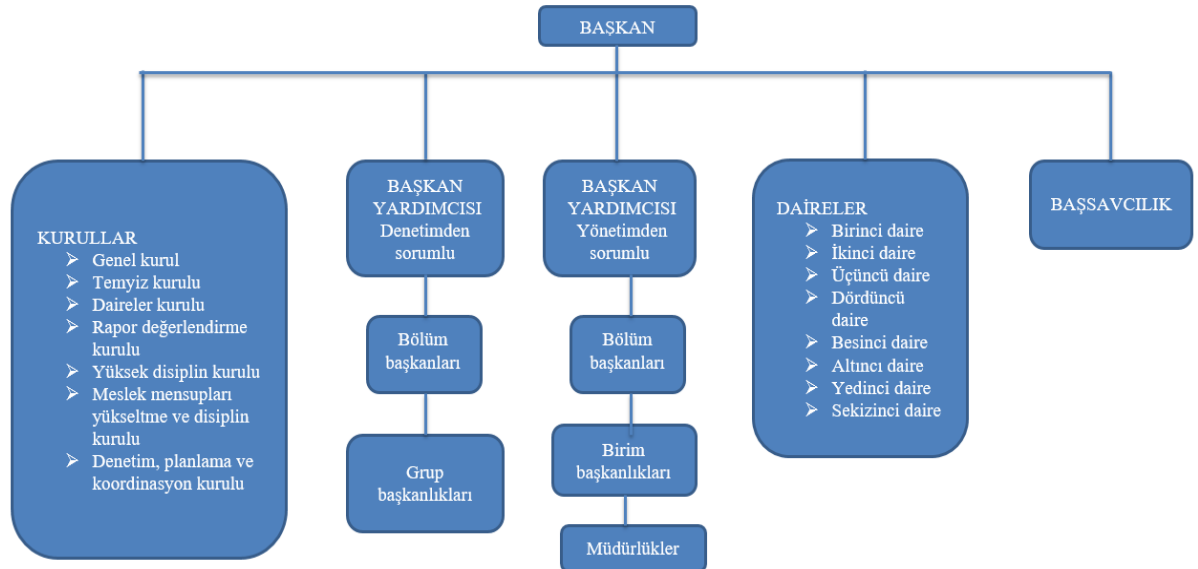 BAŞKAN
KURULLAR
➢ Genel kurul
➢ Temyiz kurulu
➢ Daireler kurulu
➢ Rapor değerlendirme
kurulu
➢ Yüksek disiplin kurulu
➢ Meslek mensupları
yükseltme ve disiplin
kurulu
➢ Denetim, planlama ve
koordinasyon kurulu
BAŞKAN
YARDIMCISI
Denetimden
sorumlu
Bölüm
başkanları
Grup
başkanlıkları
BAŞKAN
YARDIMCISI
Yönetimden
sorumlu
Bölüm
başkanları
Birim
başkanlıkları
Müdürlükler
DAİRELER
➢ Birinci daire
➢ İkinci daire
➢ Üçüncü daire
➢ Dördüncü
daire
➢ Besinci daire
➢ Altıncı daire
➢ Yedinci daire
➢ Sekizinci daire
BAŞSAVCILIK